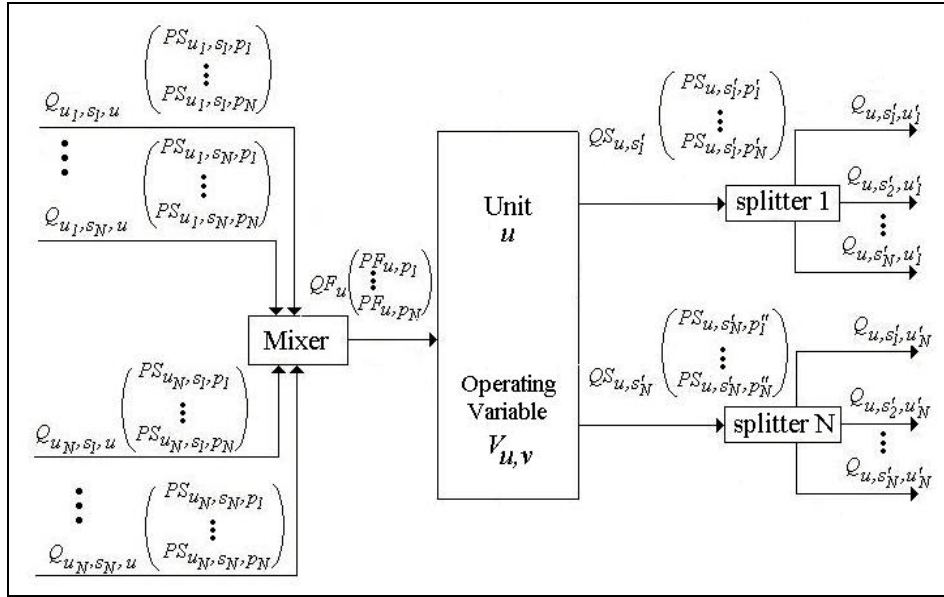 PS_{u_1,s_1,p_1}
PS_{u_1,s_1,p_N}
Q_{u_1,s_1,u}
PS_{u_1,s_N,p_1}
PS_{u_1,s_N,p_N}
Q_{u_1,s_N,u}
QF_u
PF_{u,p_1}
PF_{u,p_N}
Mixer
PS_{u_N,s_1,p_1}
PS_{u_N,s_1,p_N}
Q_{u_N,s_1,u}
PS_{u_N,s_N,p_1}
PS_{u_N,s_N,p_N}
Q_{u_N,s_N,u}
Unit
u
Operating
Variable
V_{u,v}
QS_{u,s'_1}
PS_{u,s'_1,p'_1}
PS_{u,s'_1,p'_N}
splitter 1
Q_{u,s'_1,u'_1}
Q_{u,s'_2,u'_1}
Q_{u,s'_N,u'_1}
QS_{u,s'_N}
PS_{u,s'_N,p''_1}
PS_{u,s'_N,p''_N}
splitter N
Q_{u,s'_1,u'_N}
Q_{u,s'_2,u'_N}
Q_{u,s'_N,u'_N}